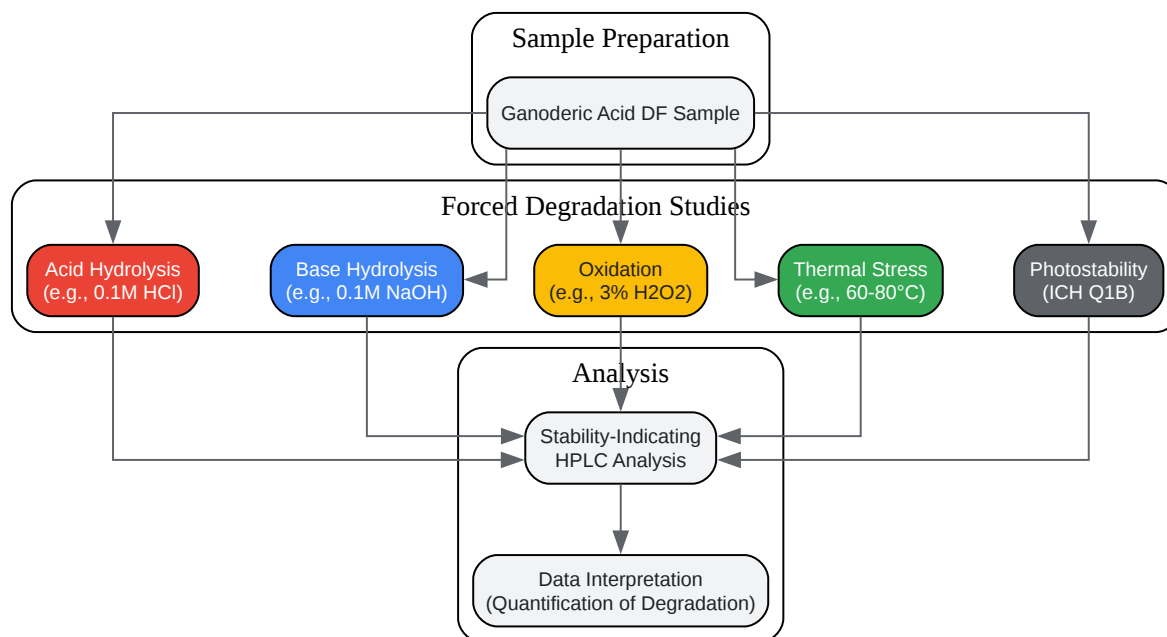 Sample Preparation
Ganoderic Acid DF Sample
Forced Degradation Studies
Acid Hydrolysis
(e.g., 0.1M HCl)
Base Hydrolysis
(e.g., 0.1M NaOH)
Oxidation
(e.g., 3% H2O2)
Thermal Stress
(e.g., 60-80°C)
Photostability
(ICH Q1B)
Analysis
Stability-Indicating
HPLC Analysis
Data Interpretation
(Quantification of Degradation)